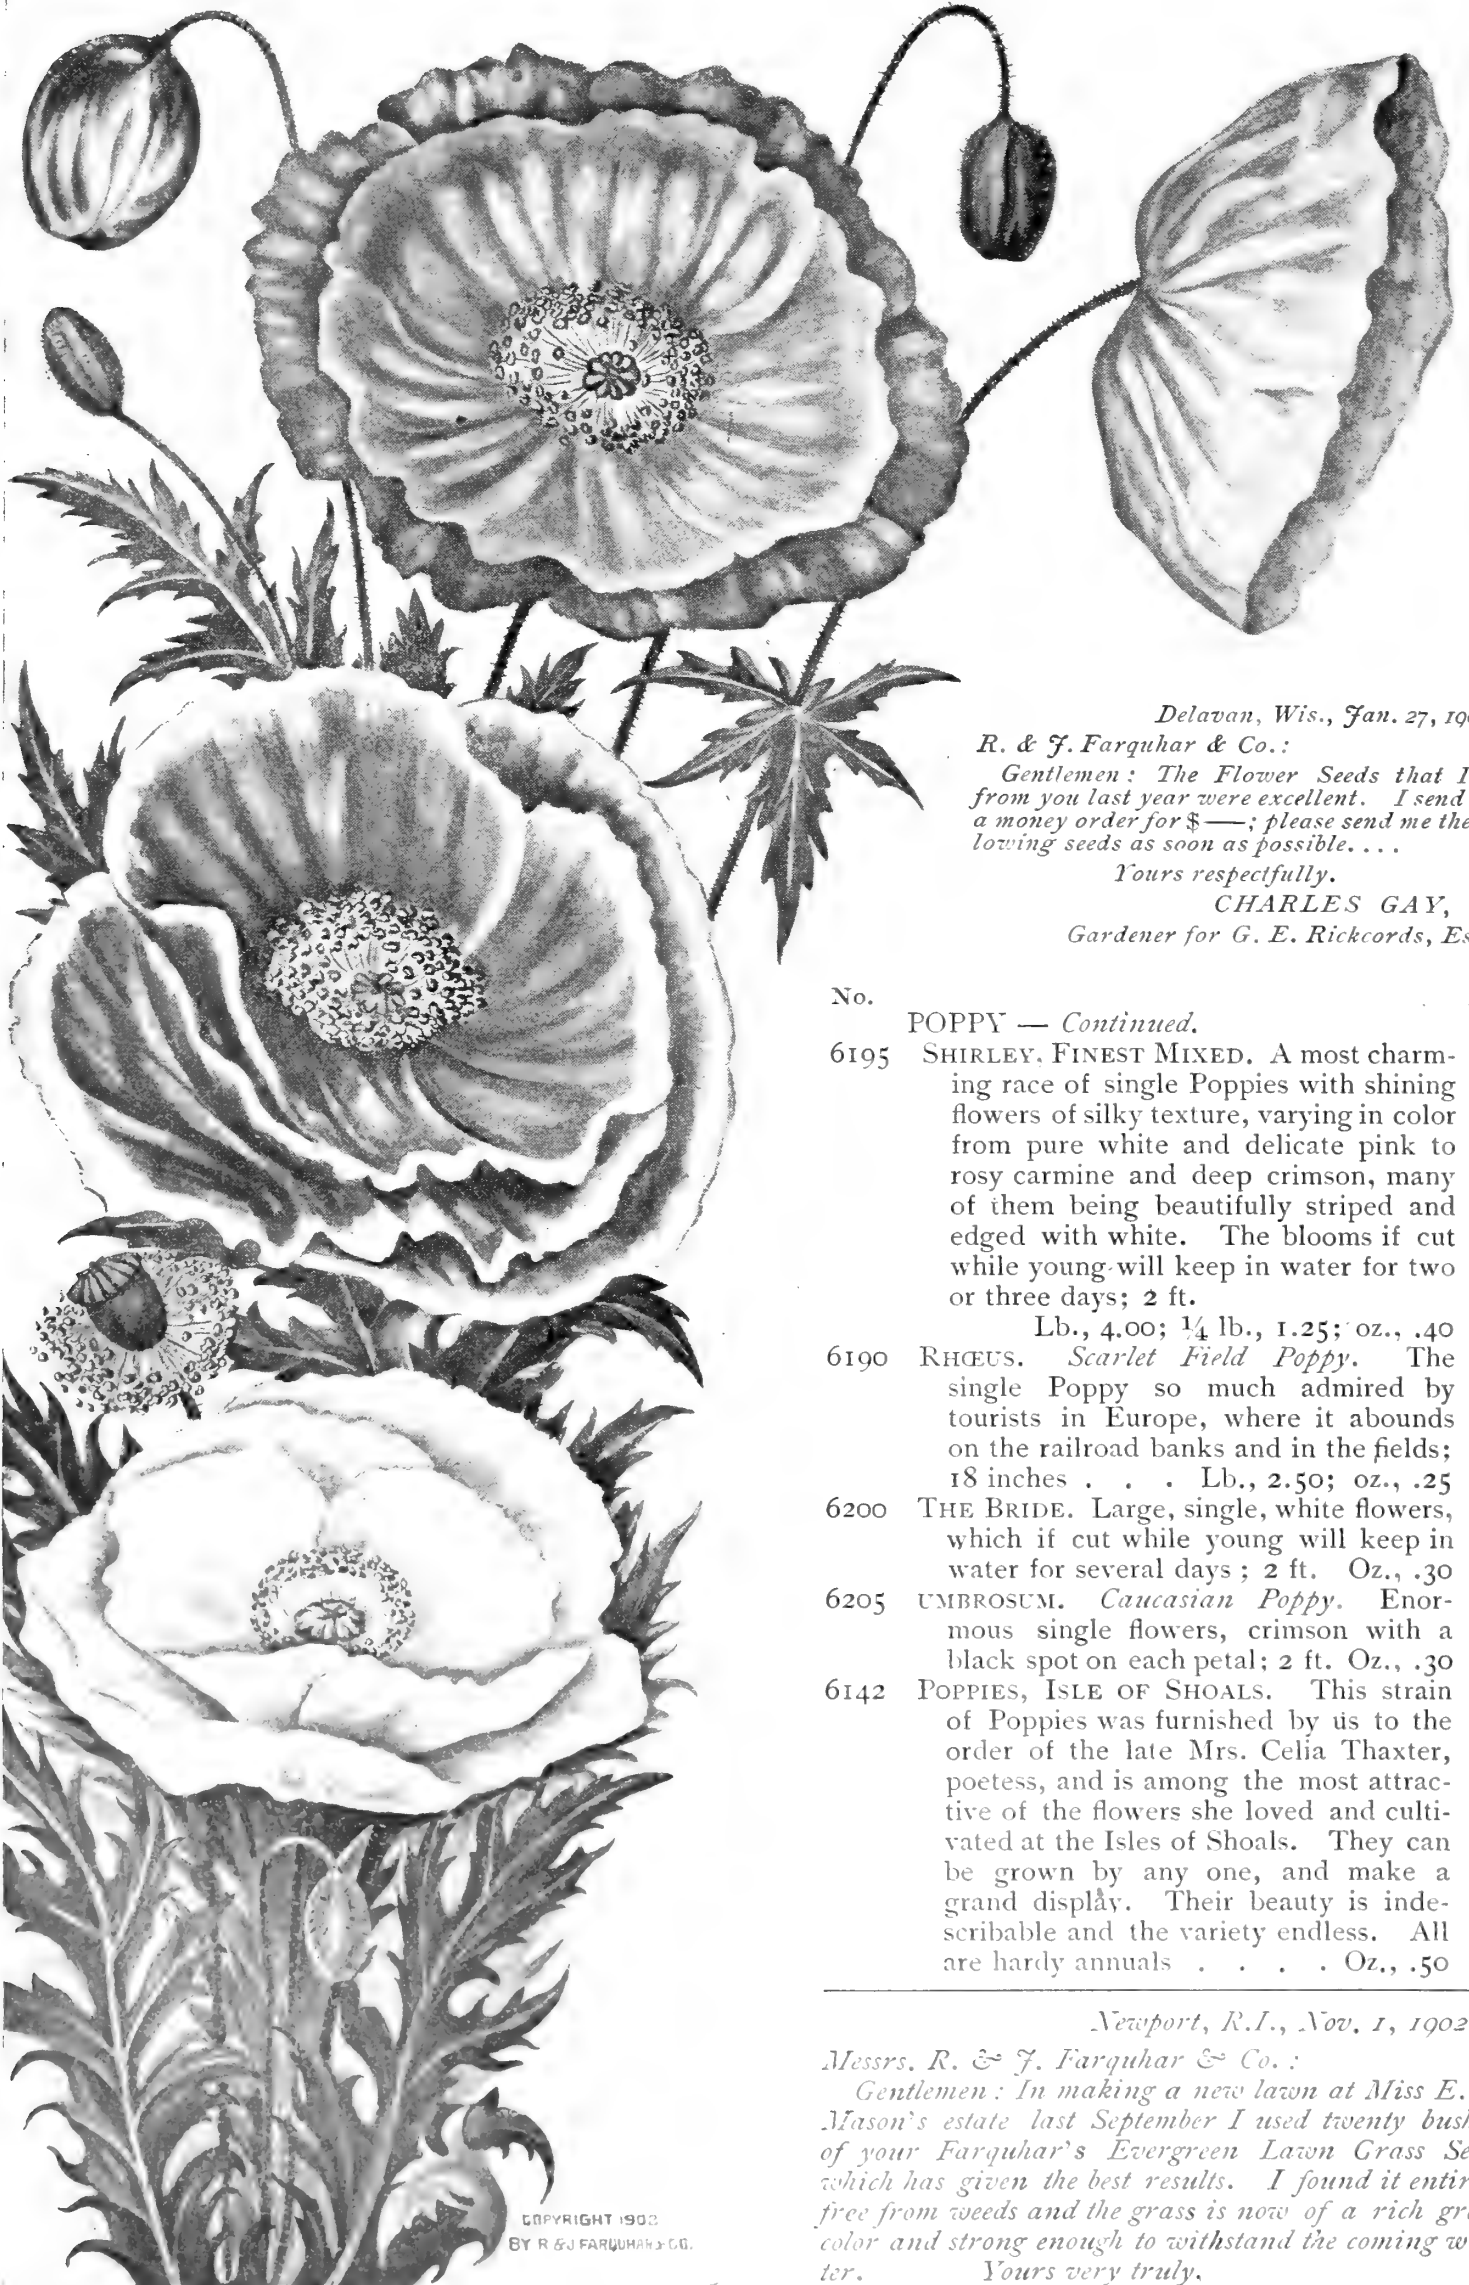 Delavan, Wis., Jan. 27, 19
R. & J. Farquhar & Co.:
Gentlemen: The Flower Seeds that I
from you last year were excellent. I send
a money order for $——; please send me the
lowing seeds as soon as possible. . . .
Yours respectfully.
CHARLES GAY,
Gardener for G. E. Rickcords, Es
No.
POPPY — Continued.
6195 SHIRLEY. FINEST MIXED. A most charm-
ing race of single Poppies with shining
flowers of silky texture, varying in color
from pure white and delicate pink to
rosy carmine and deep crimson, many
of them being beautifully striped and
edged with white. The blooms if cut
while young will keep in water for two
or three days; 2 ft.
Lb., 4.00; ¼ lb., 1.25; oz., .40
6190 RHŒUS. Scarlet Field Poppy. The
single Poppy so much admired by
tourists in Europe, where it abounds
on the railroad banks and in the fields;
18 inches . . . Lb., 2.50; oz., .25
6200 THE BRIDE. Large, single, white flowers,
which if cut while young will keep in
water for several days; 2 ft. Oz., .30
6205 UMBROSUM. Caucasian Poppy. Enor-
mous single flowers, crimson with a
black spot on each petal; 2 ft. Oz., .30
6142 POPPIES, ISLE OF SHOALS. This strain
of Poppies was furnished by us to the
order of the late Mrs. Celia Thaxter,
poetess, and is among the most attrac-
tive of the flowers she loved and culti-
vated at the Isles of Shoals. They can
be grown by any one, and make a
grand display. Their beauty is inde-
scribable and the variety endless. All
are hardy annuals . . . . Oz., .50
Newport, R.I., Nov. 1, 1902
Messrs. R. & J. Farquhar & Co.:
Gentlemen: In making a new lawn at Miss E.
Mason's estate last September I used twenty bush
of your Farquhar's Evergreen Lawn Grass Se
which has given the best results. I found it entir
free from weeds and the grass is now of a rich gr
color and strong enough to withstand the coming w
ter. Yours very truly,
COPYRIGHT 1902
BY R & J FARQUHAR & CO.